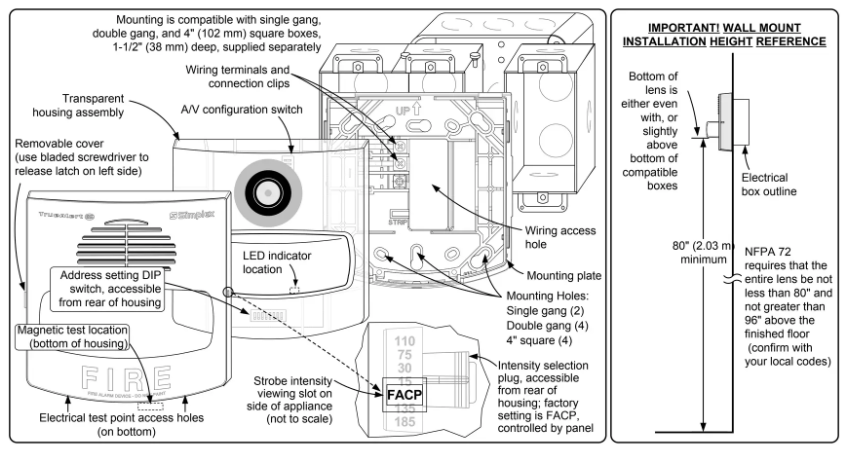 Mounting is compatible with single gang,
double gang, and 4" (102 mm) square boxes,
1-1/2" (38 mm) deep, supplied separately
Wiring terminals and
connection clips
Transparent
housing assembly
A/V configuration switch
UP
Removable cover
(use bladed screwdriver to
release latch on left side)
Truealert
Simplex
STRIP
Wiring access
hole
LED indicator
location
Address setting DIP
switch, accessible
from rear of housing
Mounting plate
Mounting Holes:
Single gang (2)
Double gang (4)
4" square (4)
Magnetic test location
(bottom of housing)
FIRE
FIRE ALARM DEVICE - DO NOT PAINT
Electrical test point access holes
(on bottom)
Strobe intensity
viewing slot on
side of appliance
(not to scale)
110
75
30
15
FACP
135
185
Intensity selection
plug, accessible
from rear of
housing; factory
setting is FACP,
controlled by panel
IMPORTANT! WALL MOUNT
INSTALLATION HEIGHT REFERENCE
Bottom of
lens is
either even
with, or
slightly
above
bottom of
compatible
boxes
Electrical
box outline
80" (2.03 m)
minimum
NFPA 72
requires that the
entire lens be not
less than 80" and
not greater than
96" above the
finished floor
(confirm with
your local codes)